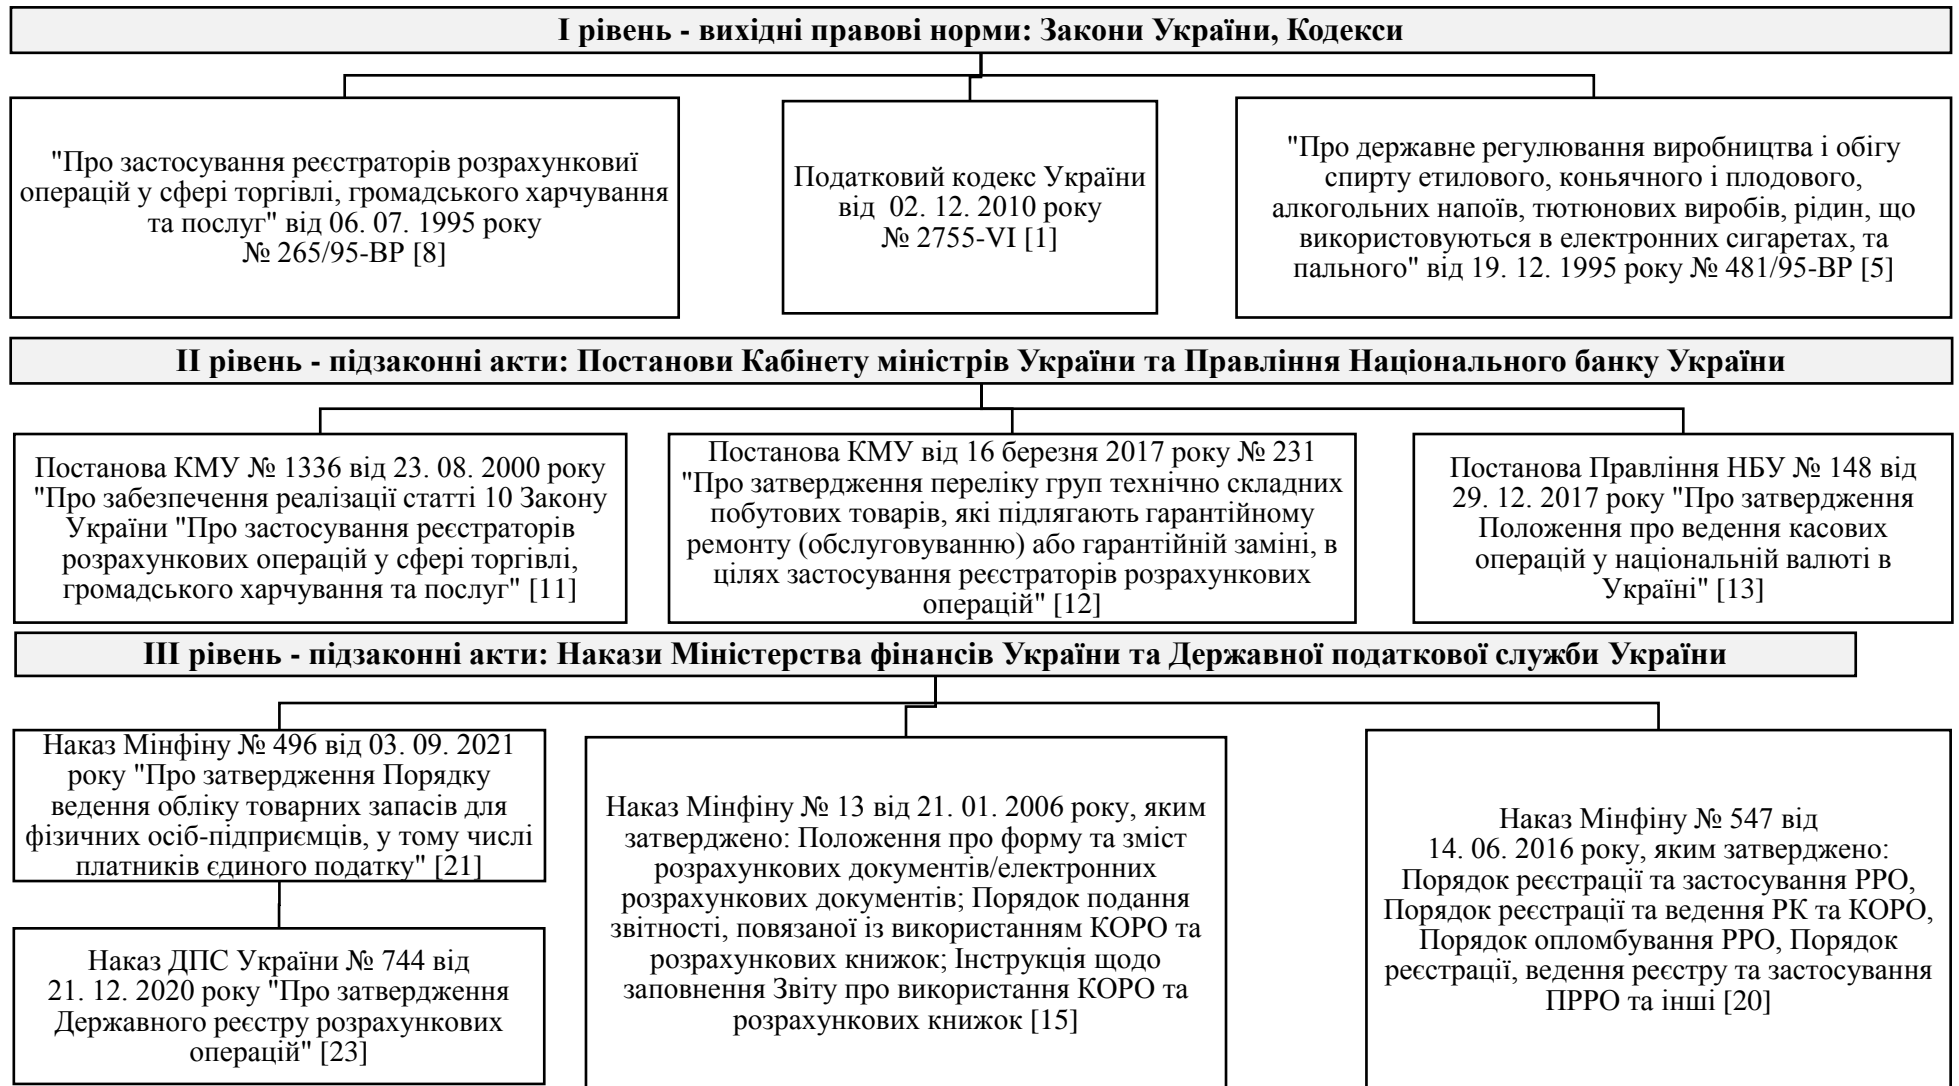 І рівень - вихідні правові норми: Закони України, Кодекси
"Про застосування реєстраторів розрахунковиї
операцій у сфері торгівлі, громадського харчування
та послуг" від 06. 07. 1995 року
№ 265/95-ВР [8]
Податковий кодекс України
від 02. 12. 2010 року
№ 2755-VI [1]
"Про державне регулювання виробництва і обігу
спирту етилового, коньячного і плодового,
алкогольних напоїв, тютюнових виробів, рідин, що
використовуються в електронних сигаретах, та
пального" від 19. 12. 1995 року № 481/95-ВР [5]
ІІ рівень - підзаконні акти: Постанови Кабінету міністрів України та Правління Національного банку України
Постанова КМУ № 1336 від 23. 08. 2000 року
"Про забезпечення реалізації статті 10 Закону
України "Про застосування реєстраторів
розрахункових операцій у сфері торгівлі,
громадського харчування та послуг" [11]
Постанова КМУ від 16 березня 2017 року № 231
"Про затвердження переліку груп технічно складних
побутових товарів, які підлягають гарантійному
ремонту (обслуговуванню) або гарантійній заміні, в
цілях застосування реєстраторів розрахункових
операцій" [12]
Постанова Правління НБУ № 148 від
29. 12. 2017 року "Про затвердження
Положення про ведення касових
операцій у національній валюті в
Україні" [13]
ІІІ рівень - підзаконні акти: Накази Міністерства фінансів України та Державної податкової служби України
Наказ Мінфіну № 496 від 03. 09. 2021
року "Про затвердження Порядку
ведення обліку товарних запасів для
фізичних осіб-підприємців, у тому числі
платників єдиного податку" [21]
Наказ ДПС України № 744 від
21. 12. 2020 року "Про затвердження
Державного реєстру розрахункових
операцій" [23]
Наказ Мінфіну № 13 від 21. 01. 2006 року, яким
затверджено: Положення про форму та зміст
розрахункових документів/електронних
розрахункових документів; Порядок подання
звітності, повязаної із використанням КОРО та
розрахункових книжок; Інструкція щодо
заповнення Звіту про використання КОРО та
розрахункових книжок [15]
Наказ Мінфіну № 547 від
14. 06. 2016 року, яким затверджено:
Порядок реєстрації та застосування РРО,
Порядок реєстрації та ведення РК та КОРО,
Порядок опломбування РРО, Порядок
реєстрації, ведення реєстру та застосування
ПРРО та інші [20]